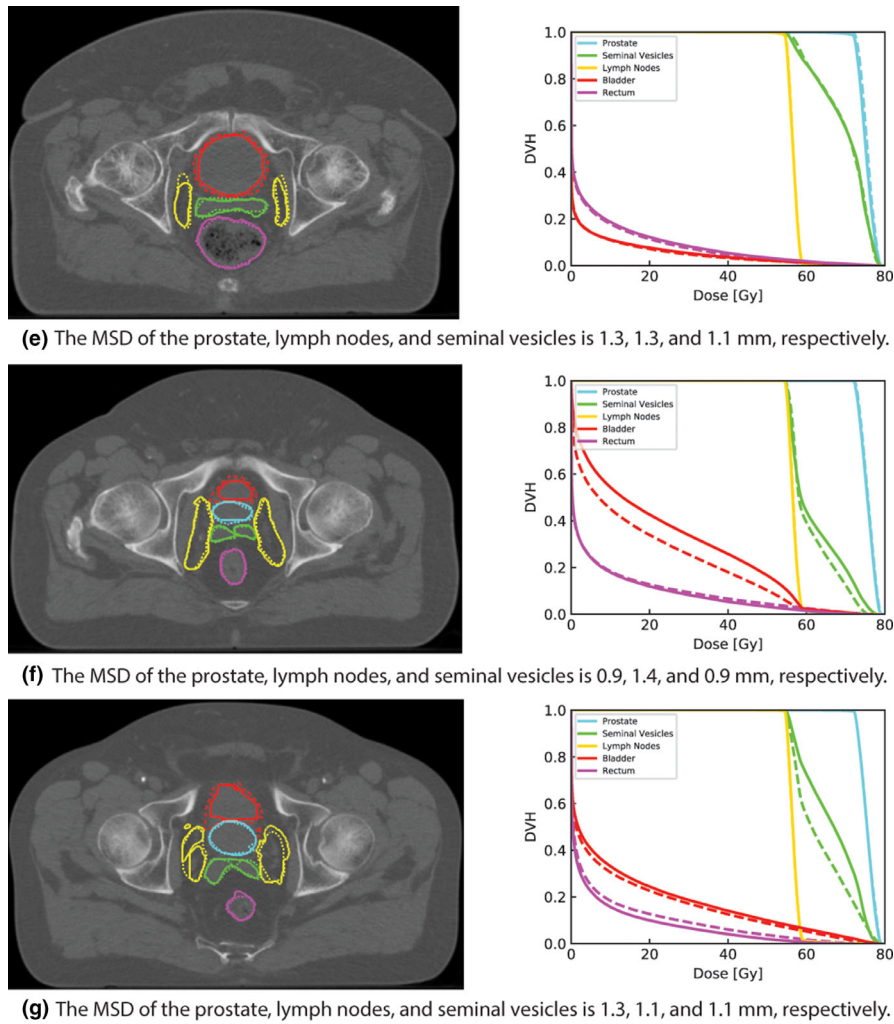 1.0
Prostate
Seminal Vesicles
Lymph Nodes
Bladder
Rectum
0.8
0.6
DVH
0.4
0.2
0.0
0 20 40 60 80
Dose [Gy]
(e) The MSD of the prostate, lymph nodes, and seminal vesicles is 1.3, 1.3, and 1.1 mm, respectively.
1.0
Prostate
Seminal Vesicles
Lymph Nodes
Bladder
Rectum
0.8
0.6
DVH
0.4
0.2
0.0
0 20 40 60 80
Dose [Gy]
(f) The MSD of the prostate, lymph nodes, and seminal vesicles is 0.9, 1.4, and 0.9 mm, respectively.
1.0
Prostate
Seminal Vesicles
Lymph Nodes
Bladder
Rectum
0.8
0.6
DVH
0.4
0.2
0.0
0 20 40 60 80
Dose [Gy]
(g) The MSD of the prostate, lymph nodes, and seminal vesicles is 1.3, 1.1, and 1.1 mm, respectively.